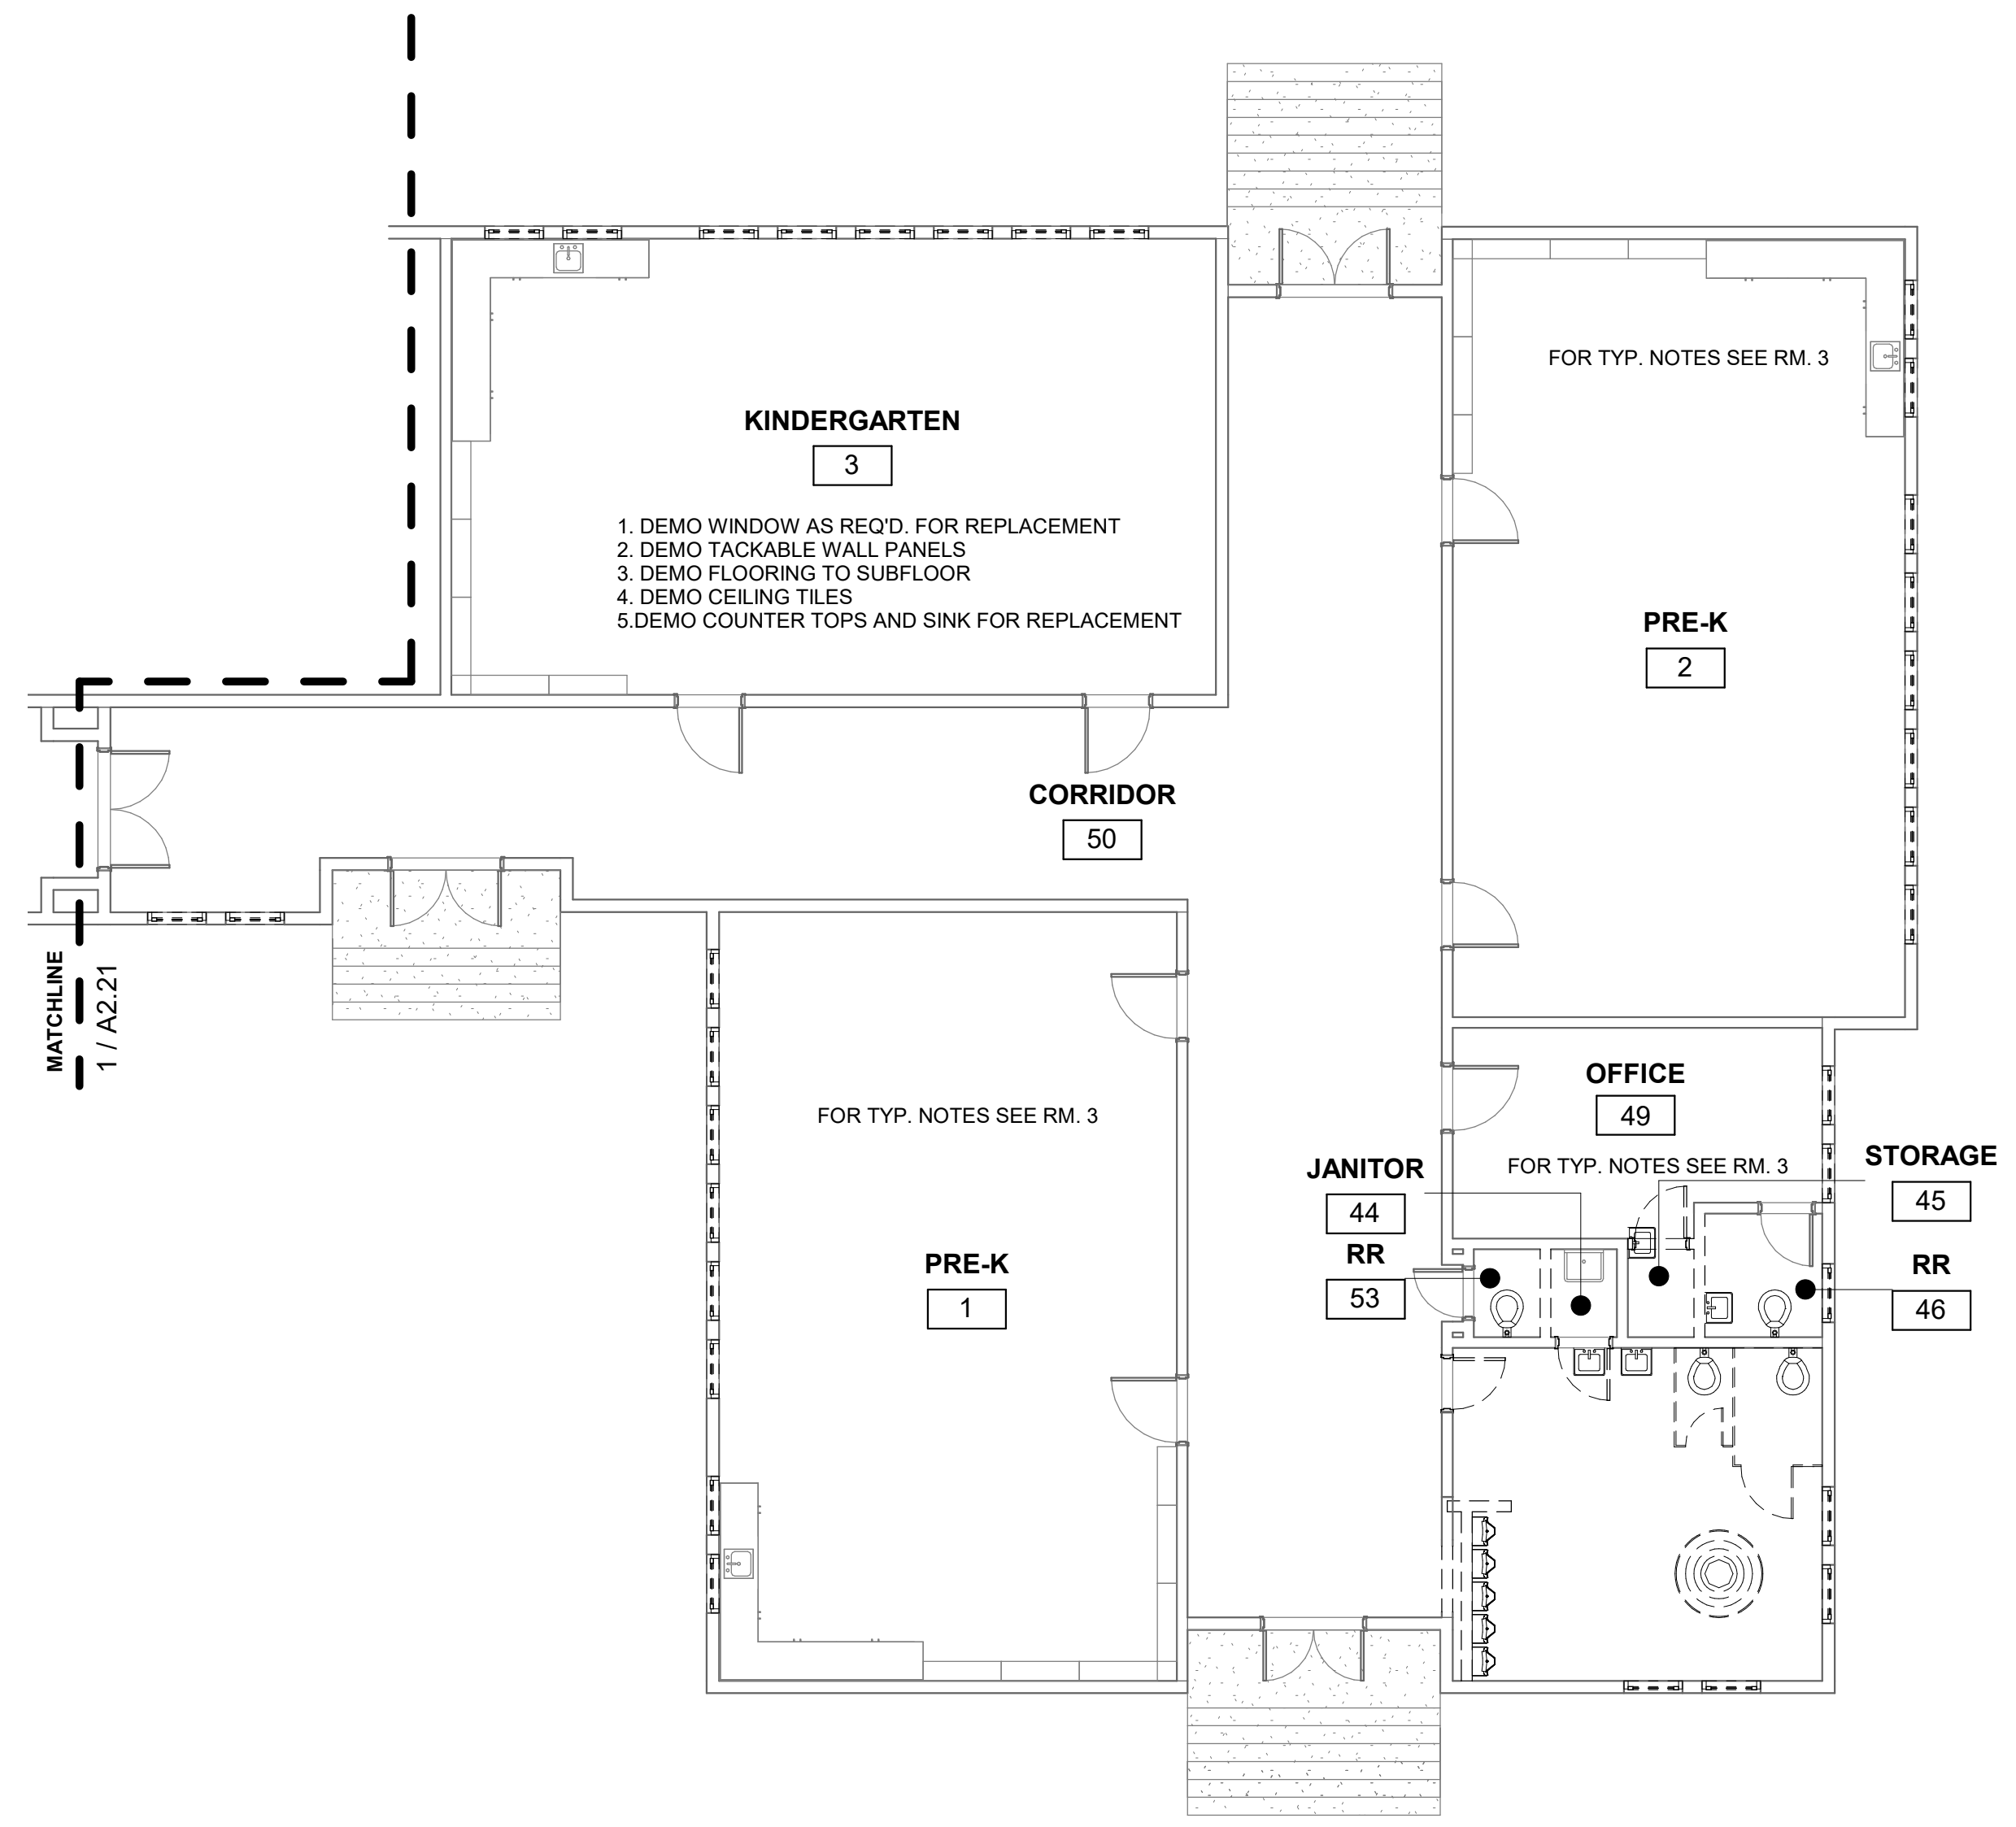 FOR TYP. NOTES SEE RM. 3
KINDERGARTEN
3
1. DEMO WINDOW AS REQ'D. FOR REPLACEMENT
2. DEMO TACKABLE WALL PANELS
3. DEMO FLOORING TO SUBFLOOR
4. DEMO CEILING TILES
5.DEMO COUNTER TOPS AND SINK FOR REPLACEMENT
PRE-K
2
CORRIDOR
50
MATCHLINE
1 / A2.21
FOR TYP. NOTES SEE RM. 3
PRE-K
1
OFFICE
49
FOR TYP. NOTES SEE RM. 3
JANITOR
44
RR
53
STORAGE
45
RR
46